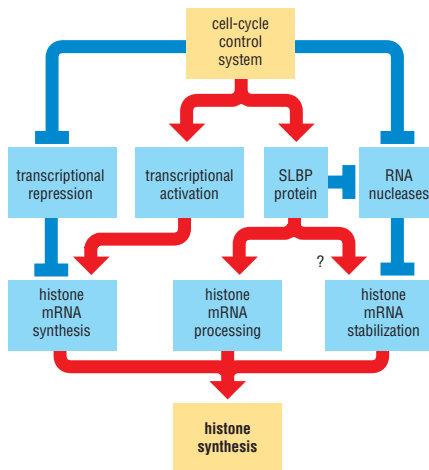 cell-cycle
control
system
transcriptional
repression
transcriptional
activation
SLBP
protein
RNA
nucleases
?
histone
mRNA
synthesis
histone
mRNA
processing
histone
mRNA
stabilization
histone
synthesis